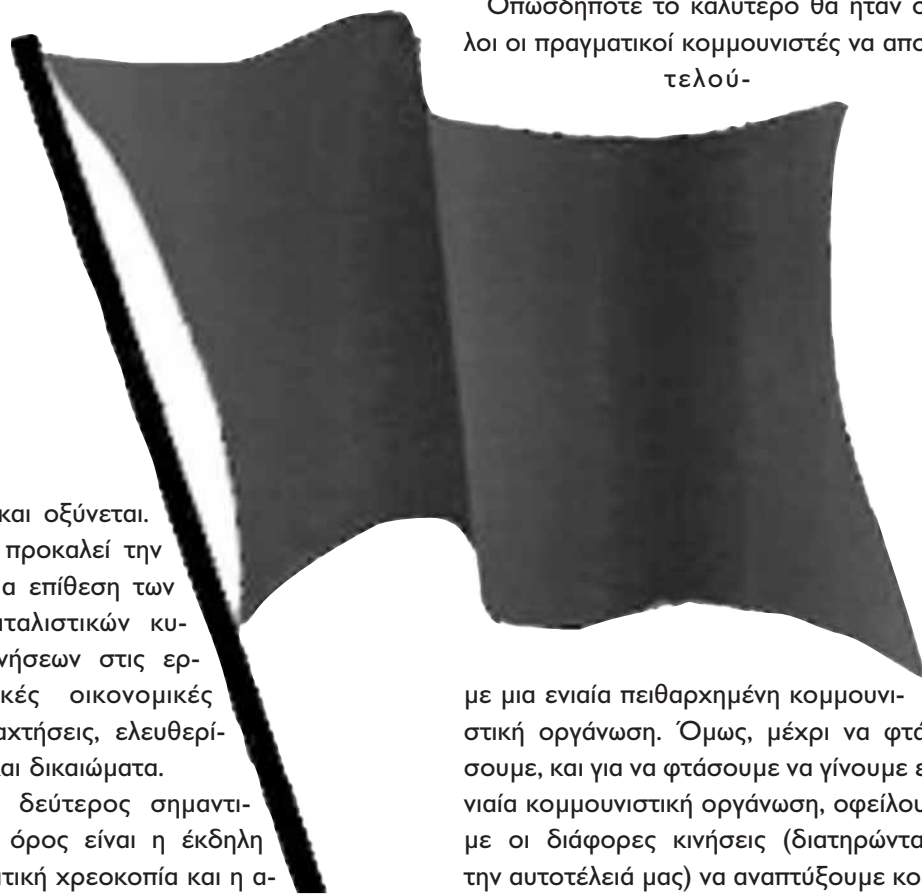 και οξύνεται.
προκαλεί την
α επίθεση των
ιταλιστικών κυ-
νήσεων στις ερ-
κές οικονομικές
αχτήσεις, ελευθερί-
αι δικαιώματα.
δεύτερος σημαντι-
όρος είναι η έκδηλη
τική χρεοκοπία και η α-
Οπωσδήποτε το καλύτερο θα ήταν ό
λοι οι πραγματικοί κομμουνιστές να απο
τελού-
με μια ενιαία πειθαρχημένη κομμουνι-
στική οργάνωση. Όμως, μέχρι να φτά
σουμε, και για να φτάσουμε να γίνουμε ε
νιαία κομμουνιστική οργάνωση, οφείλου
με οι διάφορες κινήσεις (διατηρώντα
την αυτοτέλειά μας) να αναπτύξουμε κο